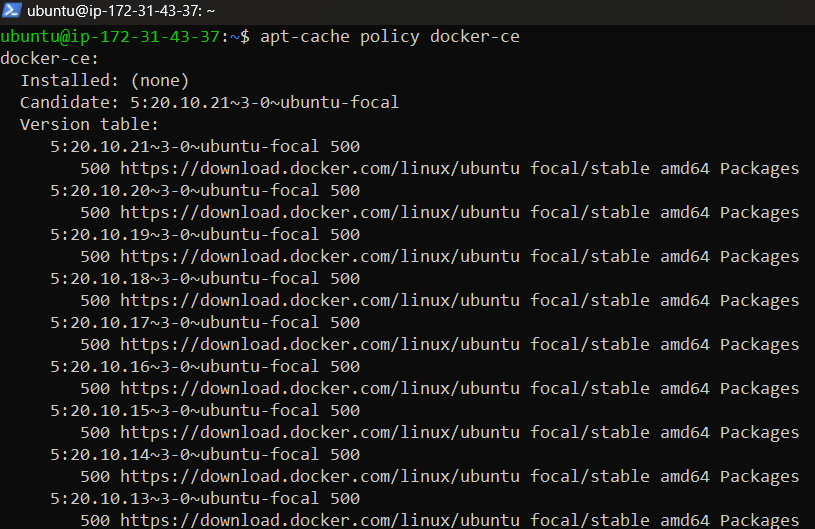 ubuntu@ip-172-31-43-37: ~
ubuntu@ip-172-31-43-37:~$ apt-cache policy docker-ce
docker-ce:
  Installed: (none)
  Candidate: 5:20.10.21~3-0~ubuntu-focal
  Version table:
     5:20.10.21~3-0~ubuntu-focal 500
        500 https://download.docker.com/linux/ubuntu focal/stable amd64 Packages
     5:20.10.20~3-0~ubuntu-focal 500
        500 https://download.docker.com/linux/ubuntu focal/stable amd64 Packages
     5:20.10.19~3-0~ubuntu-focal 500
        500 https://download.docker.com/linux/ubuntu focal/stable amd64 Packages
     5:20.10.18~3-0~ubuntu-focal 500
        500 https://download.docker.com/linux/ubuntu focal/stable amd64 Packages
     5:20.10.17~3-0~ubuntu-focal 500
        500 https://download.docker.com/linux/ubuntu focal/stable amd64 Packages
     5:20.10.16~3-0~ubuntu-focal 500
        500 https://download.docker.com/linux/ubuntu focal/stable amd64 Packages
     5:20.10.15~3-0~ubuntu-focal 500
        500 https://download.docker.com/linux/ubuntu focal/stable amd64 Packages
     5:20.10.14~3-0~ubuntu-focal 500
        500 https://download.docker.com/linux/ubuntu focal/stable amd64 Packages
     5:20.10.13~3-0~ubuntu-focal 500
        500 https://download.docker.com/linux/ubuntu focal/stable amd64 Packages